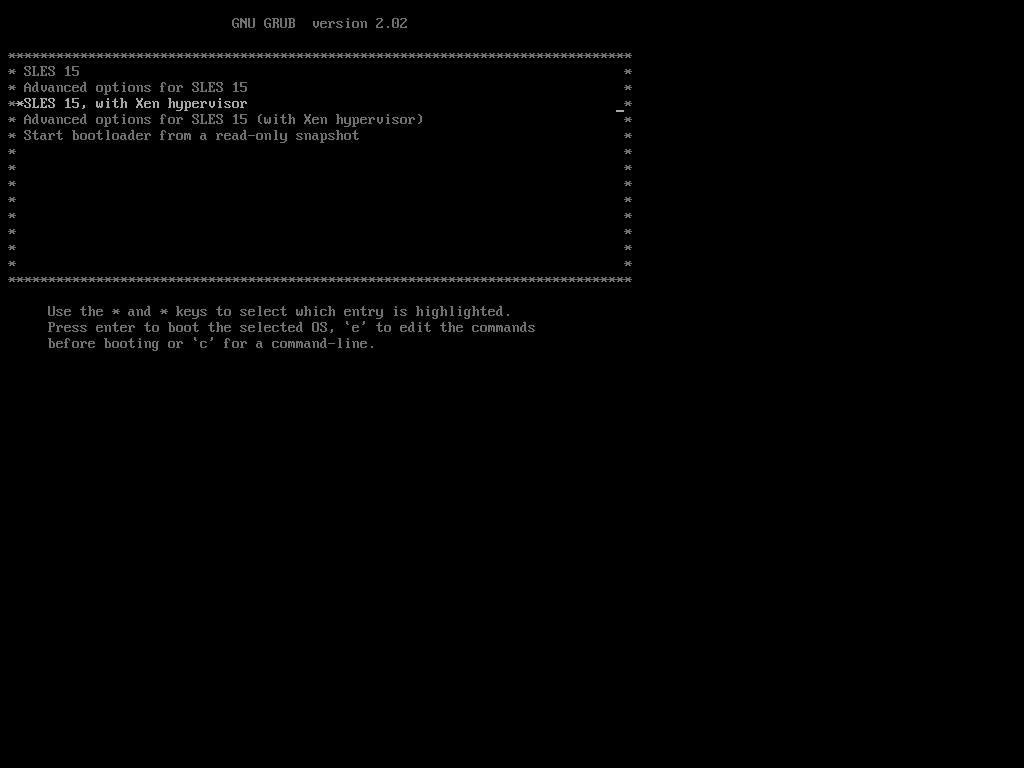 GNU GRUB  version 2.02
******************************************************************************
* SLES 15 *
* Advanced options for SLES 15 *
**SLES 15, with Xen hypervisor _*
* Advanced options for SLES 15 (with Xen hypervisor) *
* Start bootloader from a read-only snapshot *
* *
* *
* *
* *
* *
* *
* *
* *
******************************************************************************
Use the * and * keys to select which entry is highlighted.
Press enter to boot the selected OS, `e' to edit the commands
before booting or `c' for a command-line.